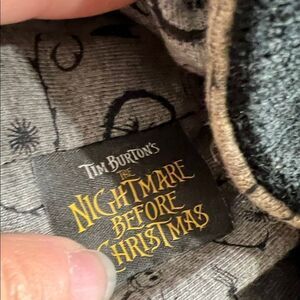 TIM BURTON'S
THE
NIGHTMARE
BEFORE
CHRISTMAS